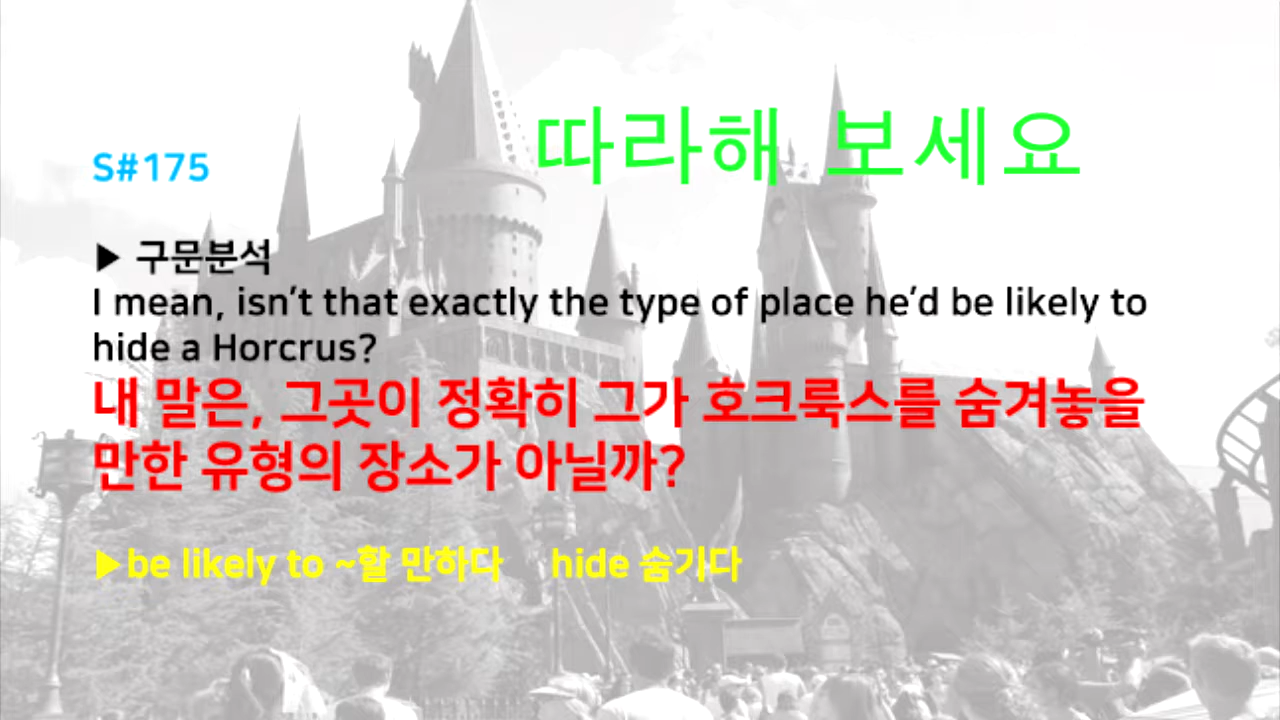 따라해 보세요
S#175
▶ 구문분석
I mean, isn't that exactly the type of place he'd be likely to
hide a Horcrus?
내 말은, 그곳이 정확히 그가 호크룩스를 숨겨놓을
만한 유형의 장소가 아닐까?
▶be likely to ~할 만하다 hide 숨기다